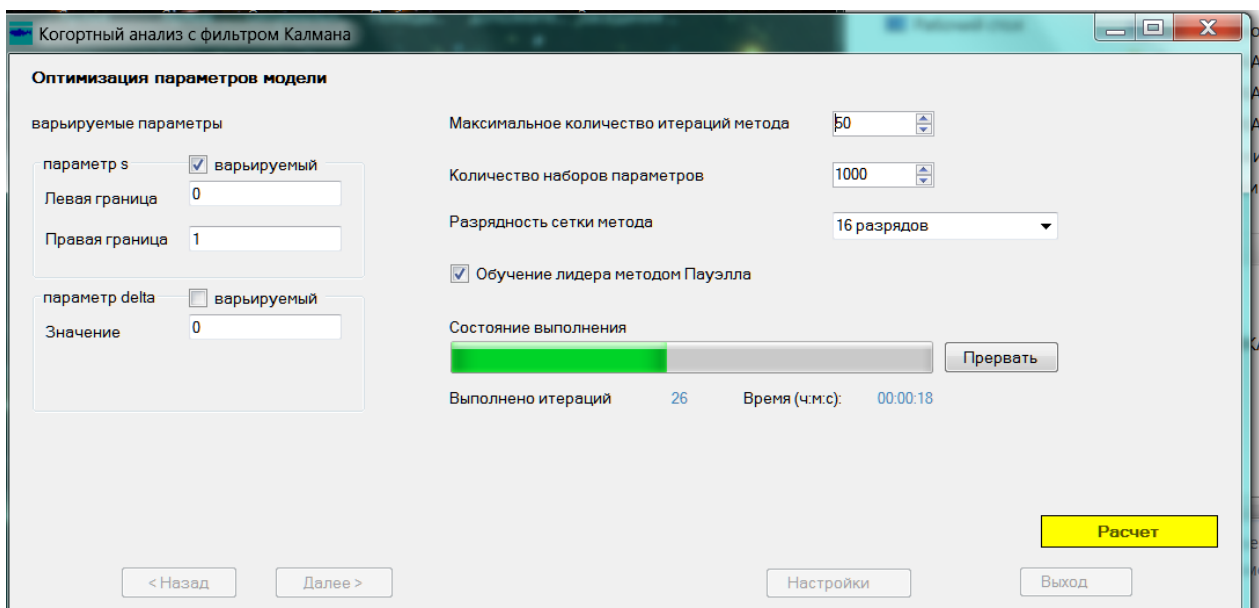 Когортный анализ с фильтром Калмана
Оптимизация параметров модели
варьируемые параметры
параметр s
варьируемый
Левая граница
0
Правая граница
1
параметр delta
варьируемый
Значение
0
Максимальное количество итераций метода
50
Количество наборов параметров
1000
Разрядность сетки метода
16 разрядов
Обучение лидера методом Пауэлла
Состояние выполнения
Прервать
Выполнено итераций 26 Время (ч:м:с): 00:00:18
Расчет
< Назад
Далее >
Настройки
Выход